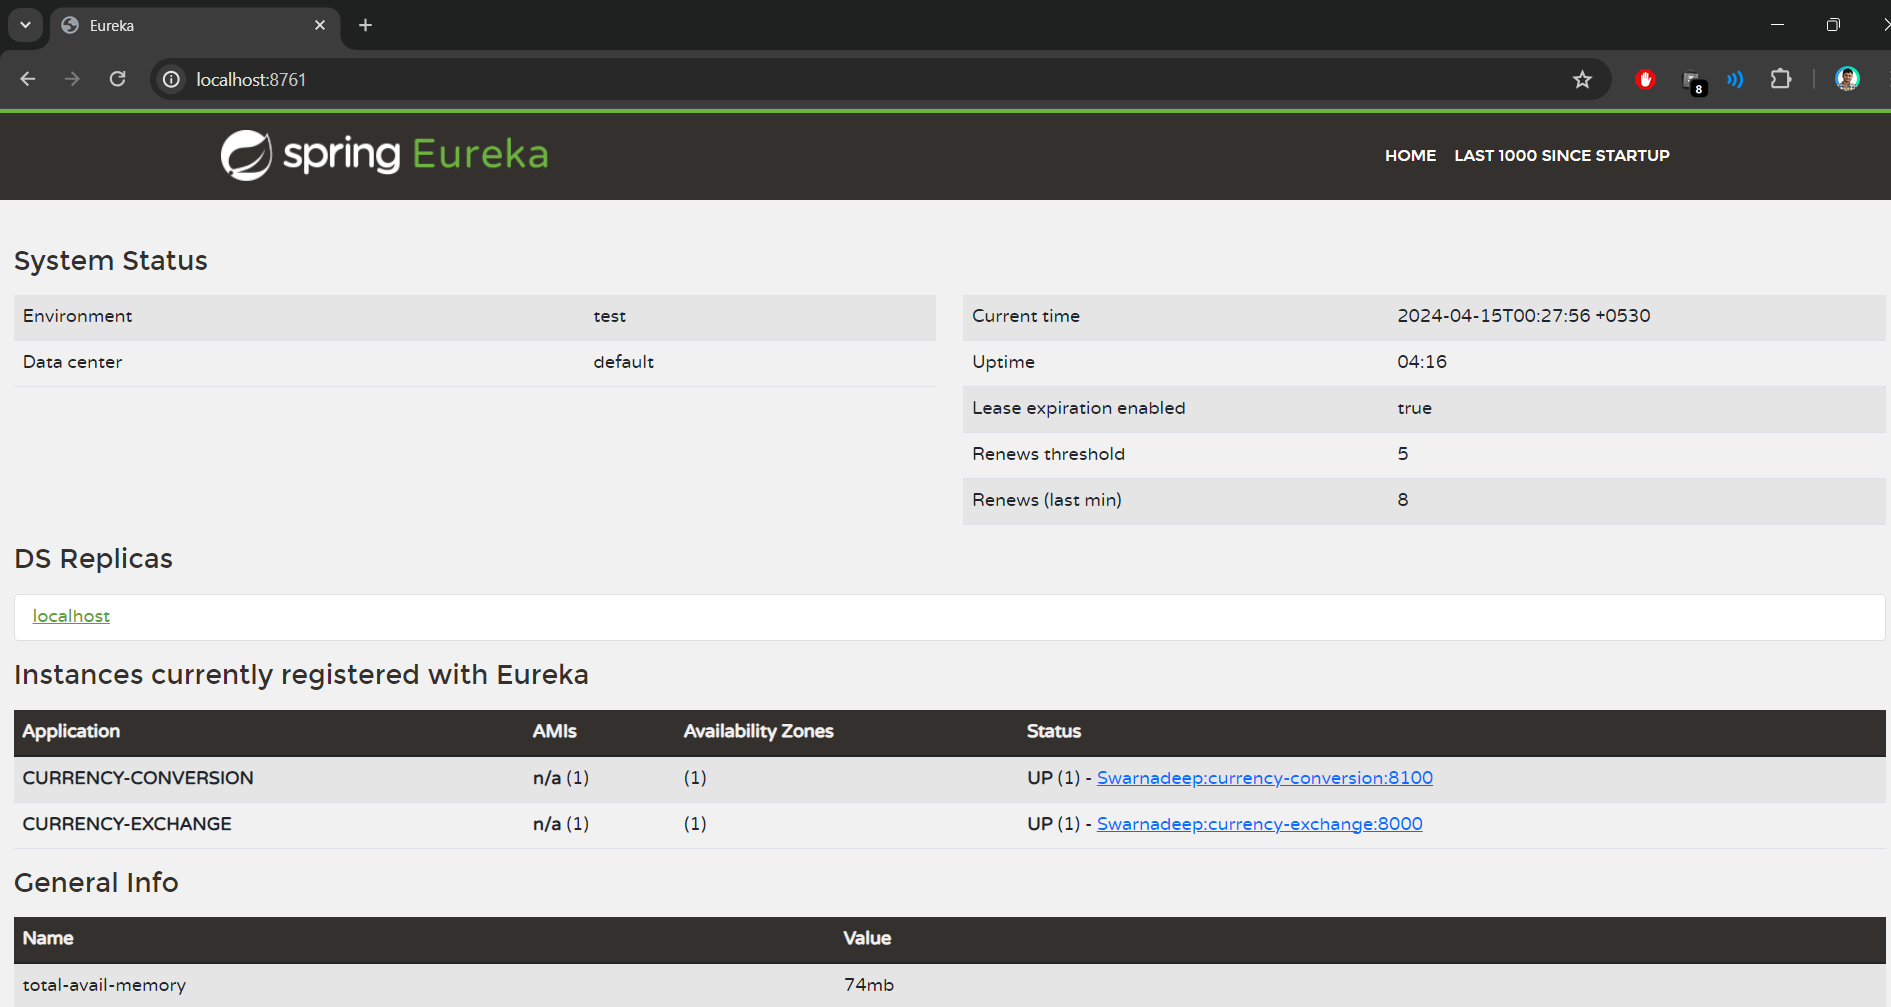 Eureka
localhost:8761
8
spring Eureka
HOME LAST 1000 SINCE STARTUP
System Status
Environment test
Data center default
Current time 2024-04-15T00:27:56 +0530
Uptime 04:16
Lease expiration enabled true
Renews threshold 5
Renews (last min) 8
DS Replicas
localhost
Instances currently registered with Eureka
Application AMIs Availability Zones Status
CURRENCY-CONVERSION n/a (1) (1) UP (1) - Swarnadeep:currency-conversion:8100
CURRENCY-EXCHANGE n/a (1) (1) UP (1) - Swarnadeep:currency-exchange:8000
General Info
Name Value
total-avail-memory 74mb